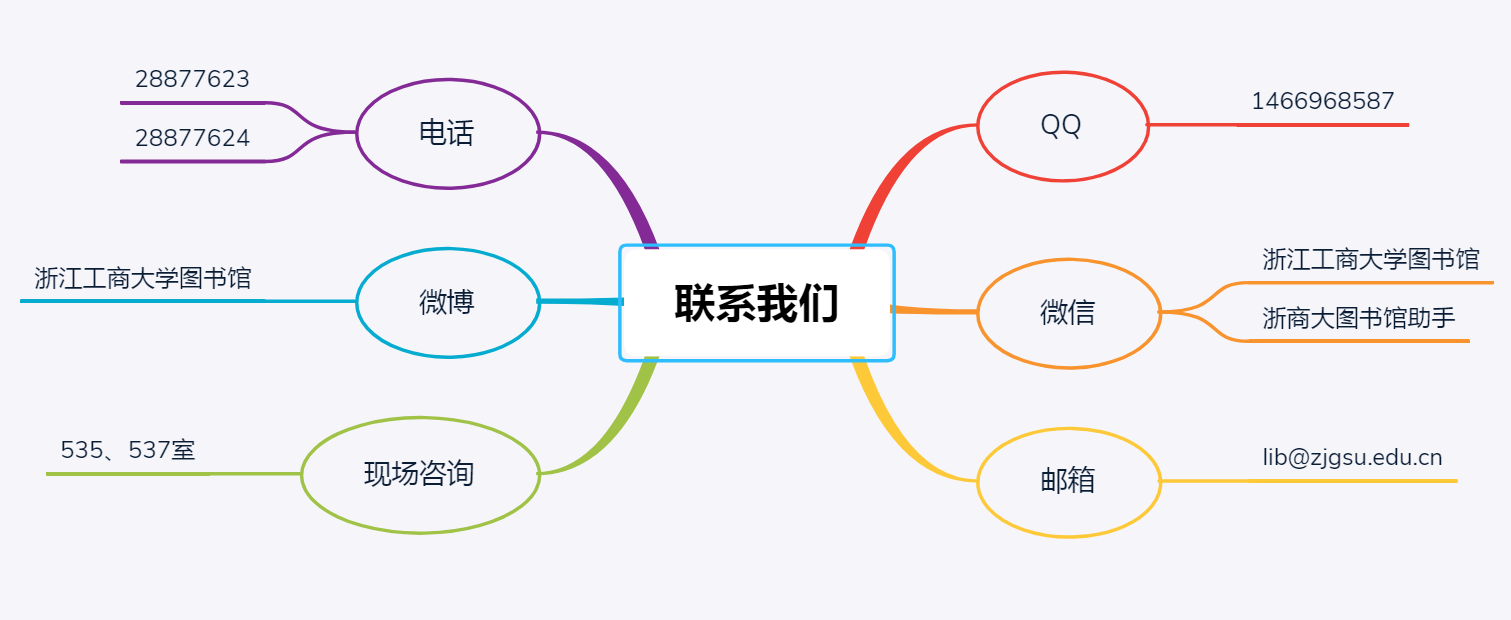 联系我们
电话
28877623
28877624
微博
浙江工商大学图书馆
现场咨询
535、537室
QQ
1466968587
微信
浙江工商大学图书馆
浙商大图书馆助手
邮箱
lib@zjgsu.edu.cn